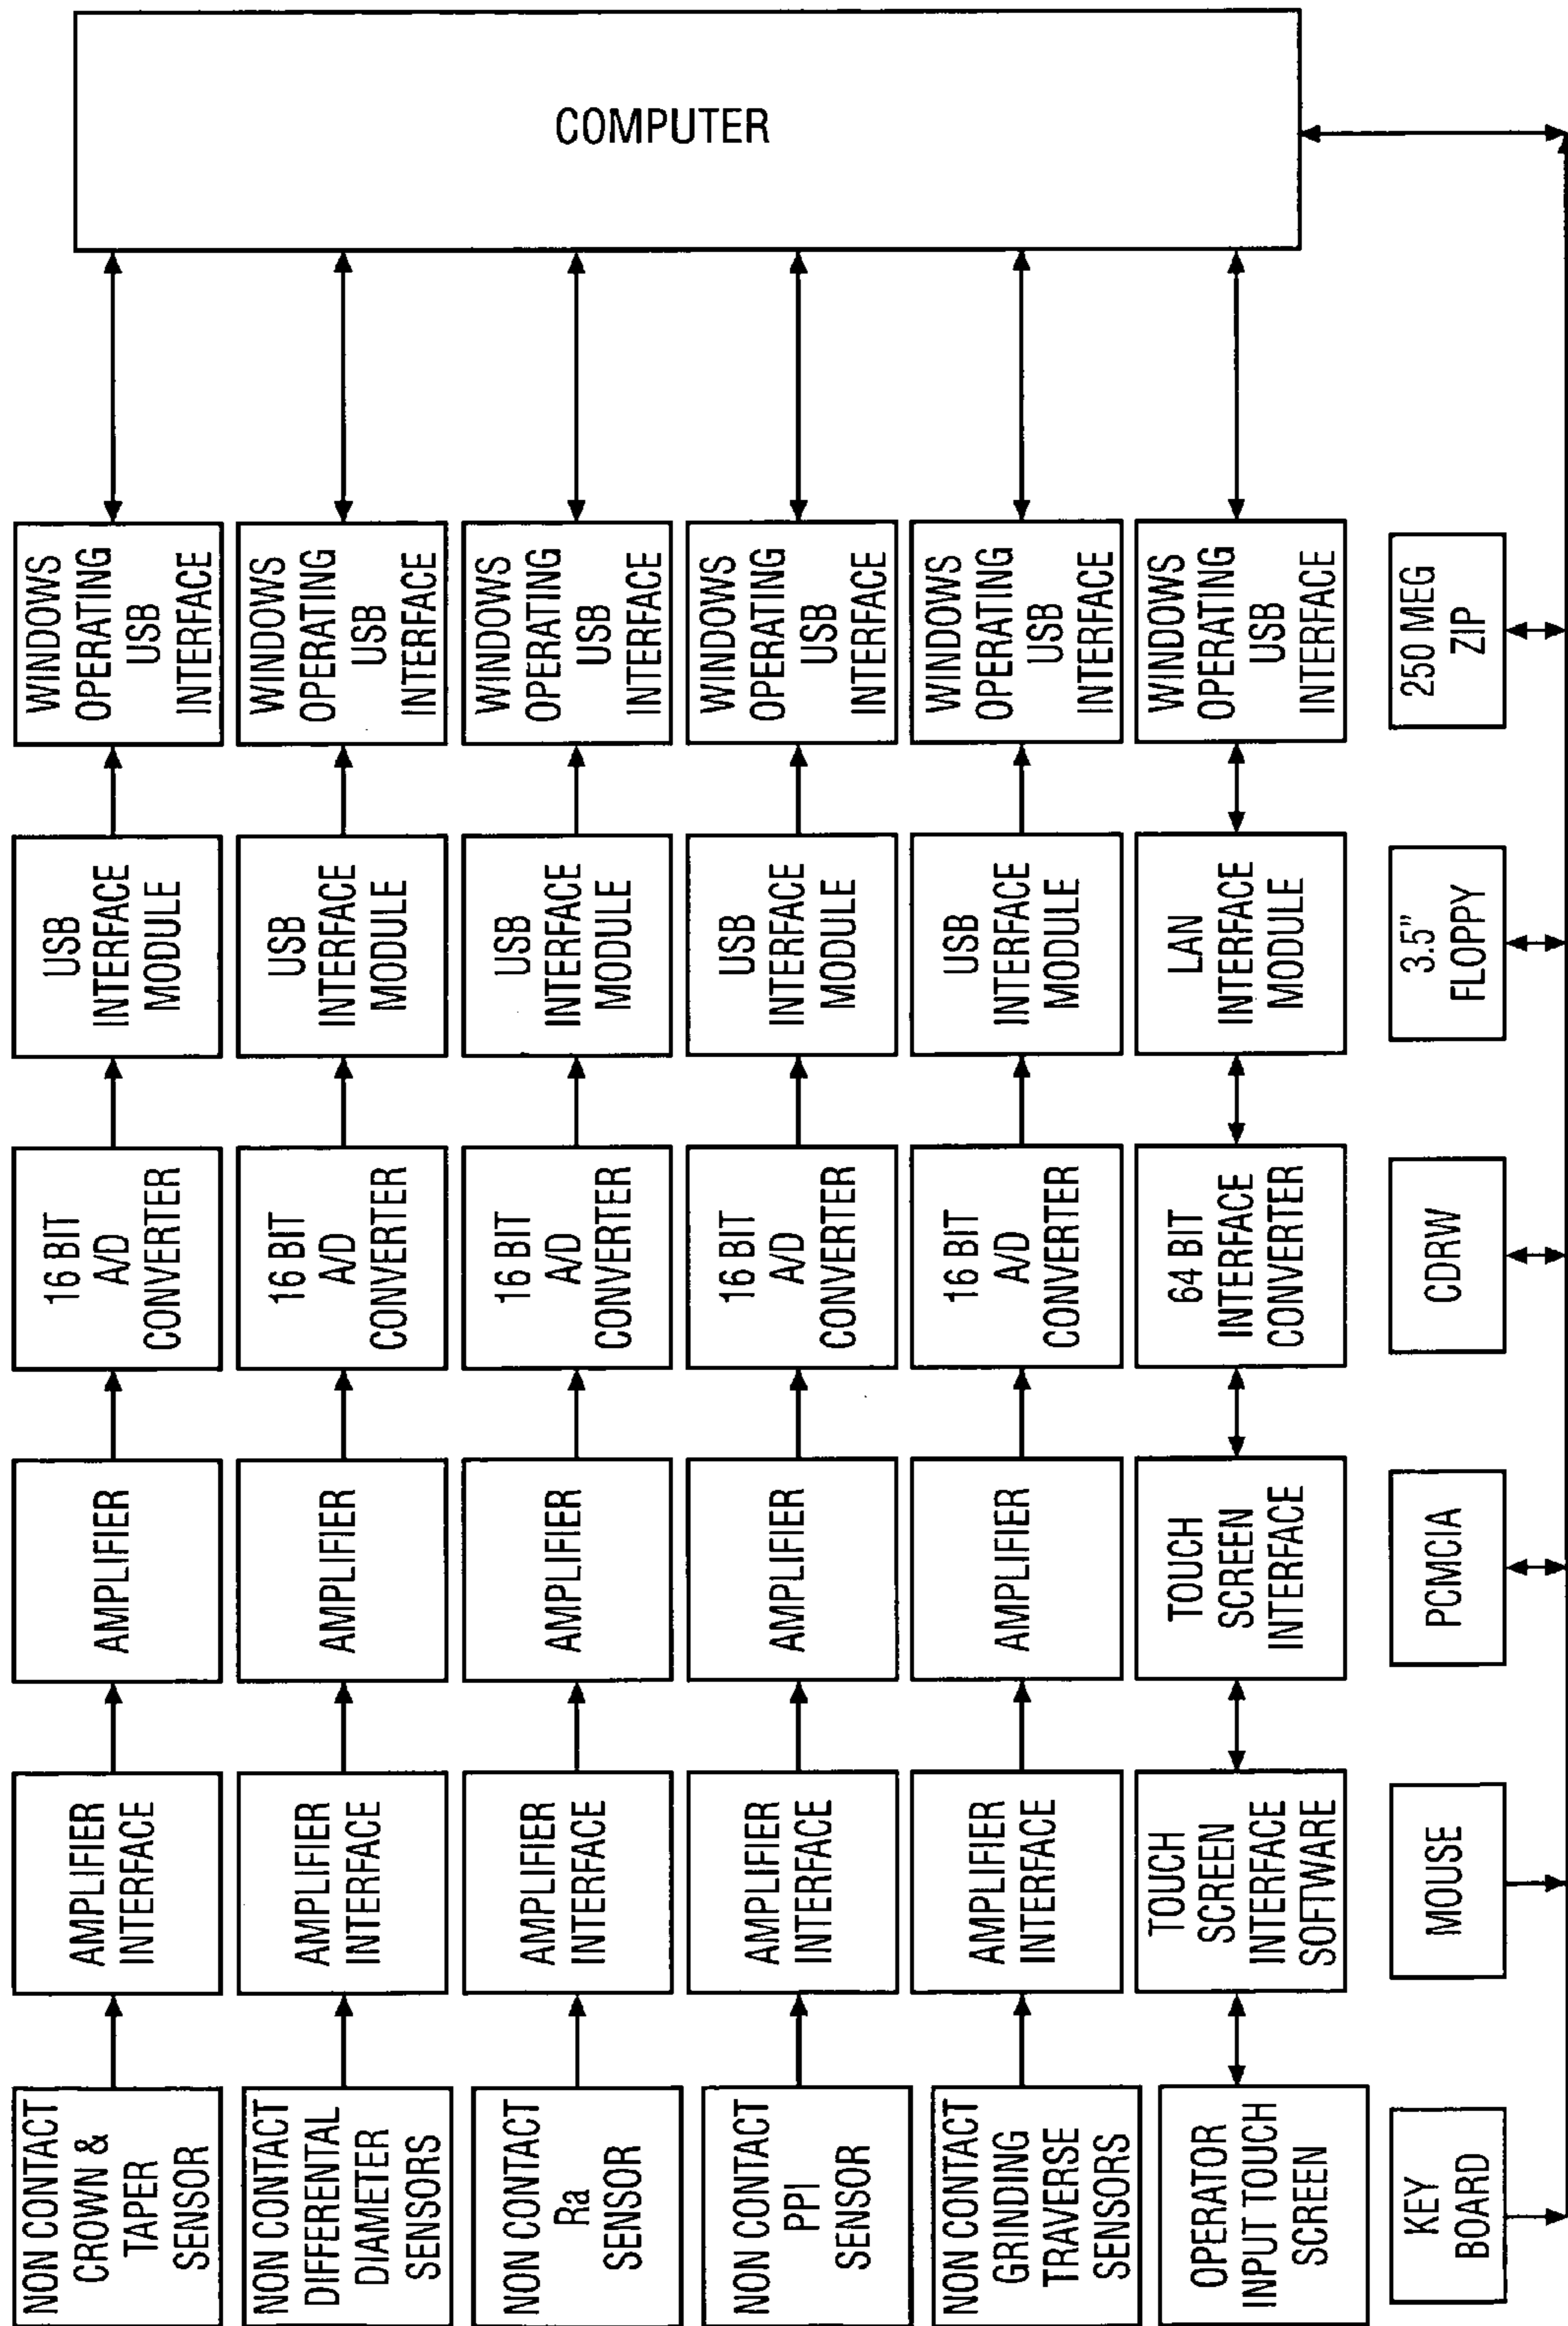 COMPUTER
WINDOWS
OPERATING
USB
INTERFACE
WINDOWS
OPERATING
USB
INTERFACE
WINDOWS
OPERATING
USB
INTERFACE
WINDOWS
OPERATING
USB
INTERFACE
WINDOWS
OPERATING
USB
INTERFACE
WINDOWS
OPERATING
USB
INTERFACE
250 MEG
ZIP
USB
INTERFACE
MODULE
USB
INTERFACE
MODULE
USB
INTERFACE
MODULE
USB
INTERFACE
MODULE
USB
INTERFACE
MODULE
LAN
INTERFACE
MODULE
3.5"
FLOPPY
16 BIT
A/D
CONVERTER
16 BIT
A/D
CONVERTER
16 BIT
A/D
CONVERTER
16 BIT
A/D
CONVERTER
16 BIT
A/D
CONVERTER
64 BIT
INTERFACE
CONVERTER
CDRW
AMPLIFIER
AMPLIFIER
AMPLIFIER
AMPLIFIER
AMPLIFIER
TOUCH
SCREEN
INTERFACE
PCMCIA
AMPLIFIER
INTERFACE
AMPLIFIER
INTERFACE
AMPLIFIER
INTERFACE
AMPLIFIER
INTERFACE
AMPLIFIER
INTERFACE
TOUCH
SCREEN
INTERFACE
SOFTWARE
MOUSE
NON CONTACT
CROWN &
TAPER
SENSOR
NON CONTACT
DIFFERENTAL
DIAMETER
SENSORS
NON CONTACT
Ra
SENSOR
NON CONTACT
PPI
SENSOR
NON CONTACT
GRINDING
TRAVERSE
SENSORS
OPERATOR
INPUT TOUCH
SCREEN
KEY
BOARD